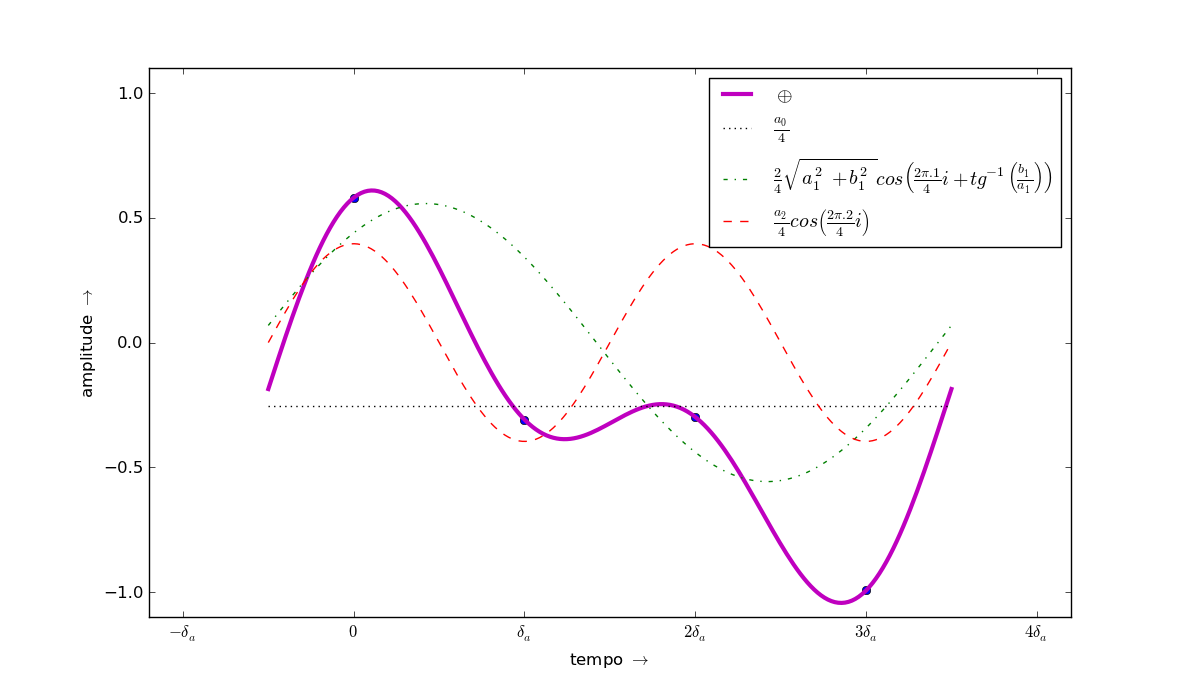 1.0
0.5
0.0
−0.5
−1.0
amplitude →
⊕
a₀/4
2/4 √(a₁² + b₁²) cos(2π.1/4 i + tg⁻¹(b₁/a₁))
a₂/4 cos(2π.2/4 i)
−δₐ 0 δₐ 2δₐ 3δₐ 4δₐ
tempo →